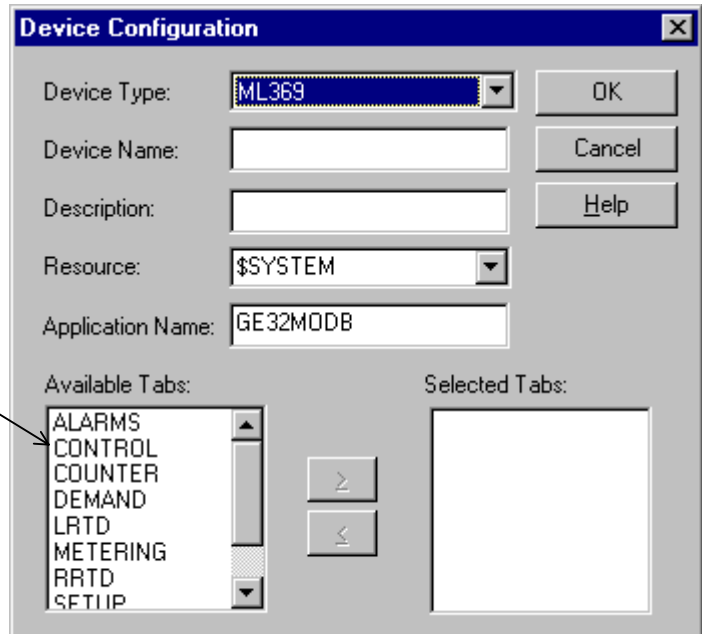 Device Configuration
Device Type: ML369 OK
Device Name: Cancel
Description: Help
Resource: $SYSTEM
Application Name: GE32MODB
Available Tabs: Selected Tabs:
ALARMS
CONTROL
COUNTER
DEMAND
LRTD
METERING
RRTD
SETUP